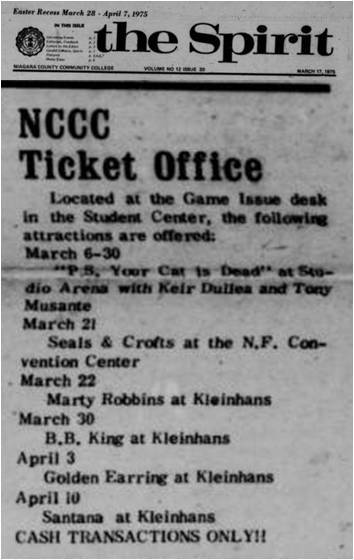 Easter Recess March 28 - April 7, 1975
IN THIS ISSUE
the Spirit
NIAGARA COUNTY COMMUNITY COLLEGE
VOLUME NO 12 ISSUE 20
MARCH 17, 1975
NCCC
Ticket Office
Located at the Game Issue desk
in the Student Center, the following
attractions are offered:
March 6-30
"P.S. Your Cat is Dead" at Stu-
dio Arena with Keir Dullea and Tony
Musante
March 21
Seals & Crofts at the N.F. Con-
vention Center
March 22
Marty Robbins at Kleinhans
March 30
B.B. King at Kleinhans
April 3
Golden Earring at Kleinhans
April 10
Santana at Kleinhans
CASH TRANSACTIONS ONLY!!